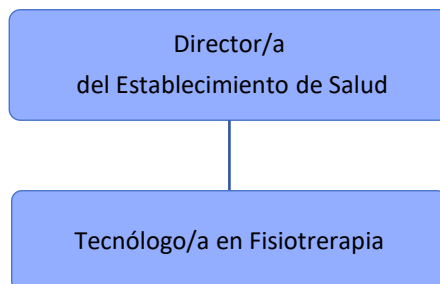 Director/a
del Establecimiento de Salud
Tecnólogo/a en Fisiotrerapia